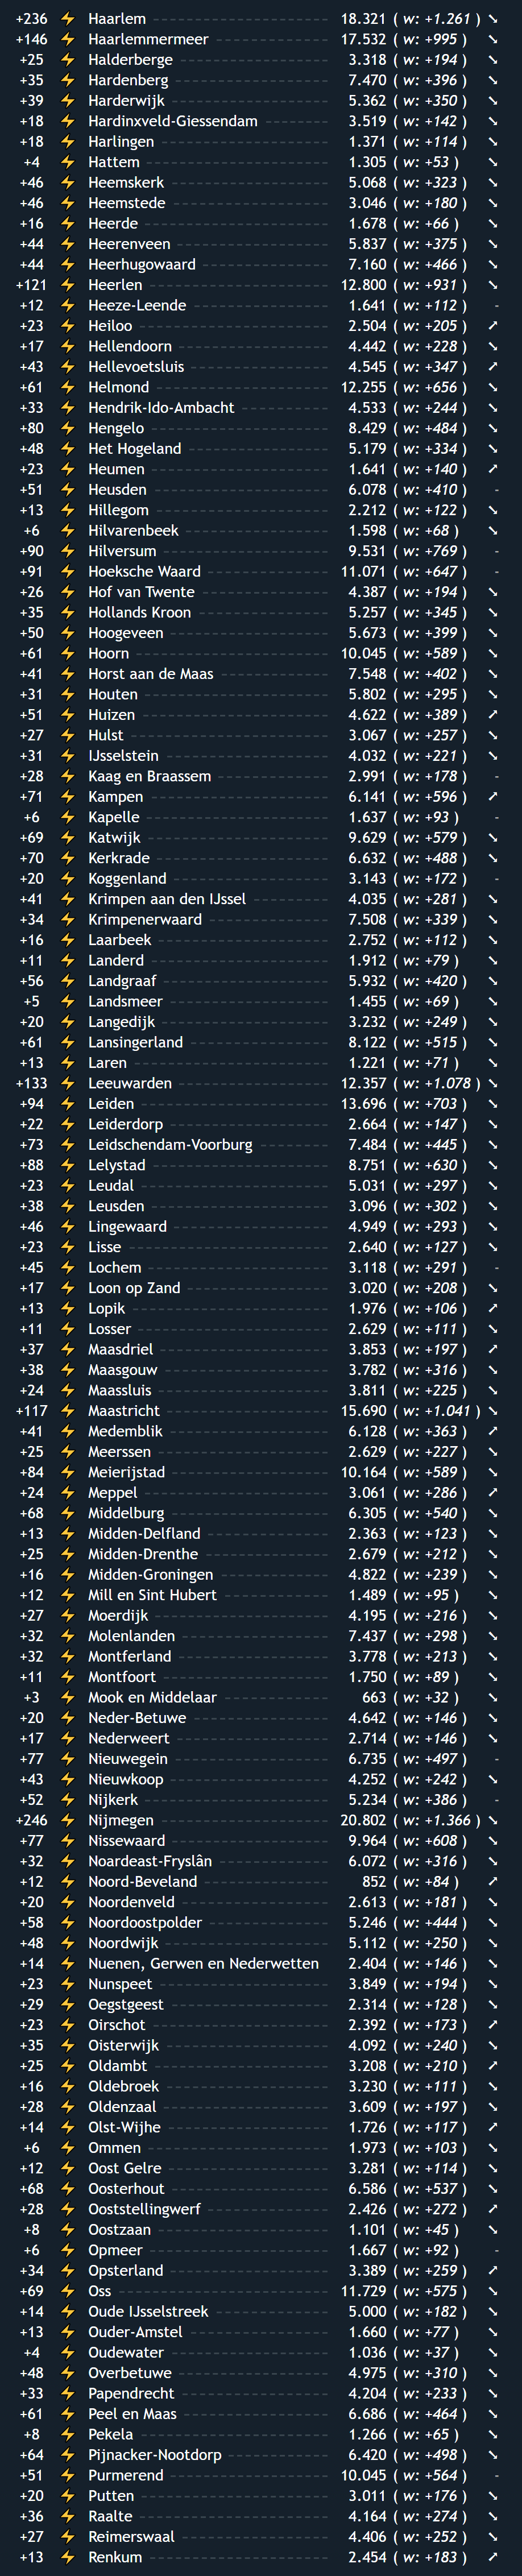 +236 ⚡ Haarlem 18.321 ( w: +1.261 ) ➘
+146 ⚡ Haarlemmermeer 17.532 ( w: +995 ) ➘
+25 ⚡ Halderberge 3.318 ( w: +194 ) ➘
+35 ⚡ Hardenberg 7.470 ( w: +396 ) ➘
+39 ⚡ Harderwijk 5.362 ( w: +350 ) ➘
+18 ⚡ Hardinxveld-Giessendam 3.519 ( w: +142 ) ➘
+18 ⚡ Harlingen 1.371 ( w: +114 ) ➘
+4 ⚡ Hattem 1.305 ( w: +53 ) ➘
+46 ⚡ Heemskerk 5.068 ( w: +323 ) ➘
+46 ⚡ Heemstede 3.046 ( w: +180 ) ➘
+16 ⚡ Heerde 1.678 ( w: +66 ) ➘
+44 ⚡ Heerenveen 5.837 ( w: +375 ) ➘
+44 ⚡ Heerhugowaard 7.160 ( w: +466 ) ➘
+121 ⚡ Heerlen 12.800 ( w: +931 ) ➘
+12 ⚡ Heeze-Leende 1.641 ( w: +112 ) -
+23 ⚡ Heiloo 2.504 ( w: +205 ) ➚
+17 ⚡ Hellendoorn 4.442 ( w: +228 ) ➘
+43 ⚡ Hellevoetsluis 4.545 ( w: +347 ) ➚
+61 ⚡ Helmond 12.255 ( w: +656 ) ➘
+33 ⚡ Hendrik-Ido-Ambacht 4.533 ( w: +244 ) ➘
+80 ⚡ Hengelo 8.429 ( w: +484 ) ➘
+48 ⚡ Het Hogeland 5.179 ( w: +334 ) ➘
+23 ⚡ Heumen 1.641 ( w: +140 ) ➚
+51 ⚡ Heusden 6.078 ( w: +410 ) -
+13 ⚡ Hillegom 2.212 ( w: +122 ) ➘
+6 ⚡ Hilvarenbeek 1.598 ( w: +68 ) ➘
+90 ⚡ Hilversum 9.531 ( w: +769 ) -
+91 ⚡ Hoeksche Waard 11.071 ( w: +647 ) -
+26 ⚡ Hof van Twente 4.387 ( w: +194 ) ➘
+35 ⚡ Hollands Kroon 5.257 ( w: +345 ) ➘
+50 ⚡ Hoogeveen 5.673 ( w: +399 ) ➘
+61 ⚡ Hoorn 10.045 ( w: +589 ) ➘
+41 ⚡ Horst aan de Maas 7.548 ( w: +402 ) ➘
+31 ⚡ Houten 5.802 ( w: +295 ) ➘
+51 ⚡ Huizen 4.622 ( w: +389 ) ➚
+27 ⚡ Hulst 3.067 ( w: +257 ) ➘
+31 ⚡ IJsselstein 4.032 ( w: +221 ) ➘
+28 ⚡ Kaag en Braassem 2.991 ( w: +178 ) -
+71 ⚡ Kampen 6.141 ( w: +596 ) ➚
+6 ⚡ Kapelle 1.637 ( w: +93 ) -
+69 ⚡ Katwijk 9.629 ( w: +579 ) ➘
+70 ⚡ Kerkrade 6.632 ( w: +488 ) ➘
+20 ⚡ Koggenland 3.143 ( w: +172 ) -
+41 ⚡ Krimpen aan den IJssel 4.035 ( w: +281 ) ➘
+34 ⚡ Krimpenerwaard 7.508 ( w: +339 ) ➘
+16 ⚡ Laarbeek 2.752 ( w: +112 ) ➘
+11 ⚡ Landerd 1.912 ( w: +79 ) ➘
+56 ⚡ Landgraaf 5.932 ( w: +420 ) ➘
+5 ⚡ Landsmeer 1.455 ( w: +69 ) ➘
+20 ⚡ Langedijk 3.232 ( w: +249 ) ➘
+61 ⚡ Lansingerland 8.122 ( w: +515 ) ➘
+13 ⚡ Laren 1.221 ( w: +71 ) ➘
+133 ⚡ Leeuwarden 12.357 ( w: +1.078 ) ➘
+94 ⚡ Leiden 13.696 ( w: +703 ) ➘
+22 ⚡ Leiderdorp 2.664 ( w: +147 ) ➘
+73 ⚡ Leidschendam-Voorburg 7.484 ( w: +445 ) ➘
+88 ⚡ Lelystad 8.751 ( w: +630 ) ➘
+23 ⚡ Leudal 5.031 ( w: +297 ) ➘
+38 ⚡ Leusden 3.096 ( w: +302 ) ➘
+46 ⚡ Lingewaard 4.949 ( w: +293 ) ➘
+23 ⚡ Lisse 2.640 ( w: +127 ) ➘
+45 ⚡ Lochem 3.118 ( w: +291 ) -
+17 ⚡ Loon op Zand 3.020 ( w: +208 ) ➘
+13 ⚡ Lopik 1.976 ( w: +106 ) ➚
+11 ⚡ Losser 2.629 ( w: +111 ) ➘
+37 ⚡ Maasdriel 3.853 ( w: +197 ) ➚
+38 ⚡ Maasgouw 3.782 ( w: +316 ) ➘
+24 ⚡ Maassluis 3.811 ( w: +225 ) ➘
+117 ⚡ Maastricht 15.690 ( w: +1.041 ) ➘
+41 ⚡ Medemblik 6.128 ( w: +363 ) ➚
+25 ⚡ Meerssen 2.629 ( w: +227 ) ➘
+84 ⚡ Meierijstad 10.164 ( w: +589 ) ➘
+24 ⚡ Meppel 3.061 ( w: +286 ) ➚
+68 ⚡ Middelburg 6.305 ( w: +540 ) ➘
+13 ⚡ Midden-Delfland 2.363 ( w: +123 ) ➘
+25 ⚡ Midden-Drenthe 2.679 ( w: +212 ) ➘
+16 ⚡ Midden-Groningen 4.822 ( w: +239 ) ➘
+12 ⚡ Mill en Sint Hubert 1.489 ( w: +95 ) ➘
+27 ⚡ Moerdijk 4.195 ( w: +216 ) ➘
+32 ⚡ Molenlanden 7.437 ( w: +298 ) ➘
+32 ⚡ Montferland 3.778 ( w: +213 ) ➘
+11 ⚡ Montfoort 1.750 ( w: +89 ) ➘
+3 ⚡ Mook en Middelaar 663 ( w: +32 ) ➘
+20 ⚡ Neder-Betuwe 4.642 ( w: +146 ) ➘
+17 ⚡ Nederweert 2.714 ( w: +146 ) ➘
+77 ⚡ Nieuwegein 6.735 ( w: +497 ) -
+43 ⚡ Nieuwkoop 4.252 ( w: +242 ) ➘
+52 ⚡ Nijkerk 5.234 ( w: +386 ) -
+246 ⚡ Nijmegen 20.802 ( w: +1.366 ) ➘
+77 ⚡ Nissewaard 9.964 ( w: +608 ) ➘
+32 ⚡ Noardeast-Fryslân 6.072 ( w: +316 ) ➘
+12 ⚡ Noord-Beveland 852 ( w: +84 ) ➚
+20 ⚡ Noordenveld 2.613 ( w: +181 ) ➘
+58 ⚡ Noordoostpolder 5.246 ( w: +444 ) ➘
+48 ⚡ Noordwijk 5.112 ( w: +250 ) ➘
+14 ⚡ Nuenen, Gerwen en Nederwetten 2.404 ( w: +146 ) ➘
+23 ⚡ Nunspeet 3.849 ( w: +194 ) ➘
+29 ⚡ Oegstgeest 2.314 ( w: +128 ) ➘
+23 ⚡ Oirschot 2.392 ( w: +173 ) ➚
+35 ⚡ Oisterwijk 4.092 ( w: +240 ) ➘
+25 ⚡ Oldambt 3.208 ( w: +210 ) ➚
+16 ⚡ Oldebroek 3.230 ( w: +111 ) ➘
+28 ⚡ Oldenzaal 3.609 ( w: +197 ) ➘
+14 ⚡ Olst-Wijhe 1.726 ( w: +117 ) ➚
+6 ⚡ Ommen 1.973 ( w: +103 ) ➘
+12 ⚡ Oost Gelre 3.281 ( w: +114 ) ➘
+68 ⚡ Oosterhout 6.586 ( w: +537 ) ➘
+28 ⚡ Ooststellingwerf 2.426 ( w: +272 ) ➚
+8 ⚡ Oostzaan 1.101 ( w: +45 ) ➘
+6 ⚡ Opmeer 1.667 ( w: +92 ) -
+34 ⚡ Opsterland 3.389 ( w: +259 ) ➚
+69 ⚡ Oss 11.729 ( w: +575 ) ➘
+14 ⚡ Oude IJsselstreek 5.000 ( w: +182 ) ➘
+13 ⚡ Ouder-Amstel 1.660 ( w: +77 ) ➘
+4 ⚡ Oudewater 1.036 ( w: +37 ) ➘
+48 ⚡ Overbetuwe 4.975 ( w: +310 ) ➘
+33 ⚡ Papendrecht 4.204 ( w: +233 ) ➘
+61 ⚡ Peel en Maas 6.686 ( w: +464 ) ➘
+8 ⚡ Pekela 1.266 ( w: +65 ) ➘
+64 ⚡ Pijnacker-Nootdorp 6.420 ( w: +498 ) ➘
+51 ⚡ Purmerend 10.045 ( w: +564 ) -
+20 ⚡ Putten 3.011 ( w: +176 ) ➘
+36 ⚡ Raalte 4.164 ( w: +274 ) ➘
+27 ⚡ Reimerswaal 4.406 ( w: +252 ) ➘
+13 ⚡ Renkum 2.454 ( w: +183 ) ➚